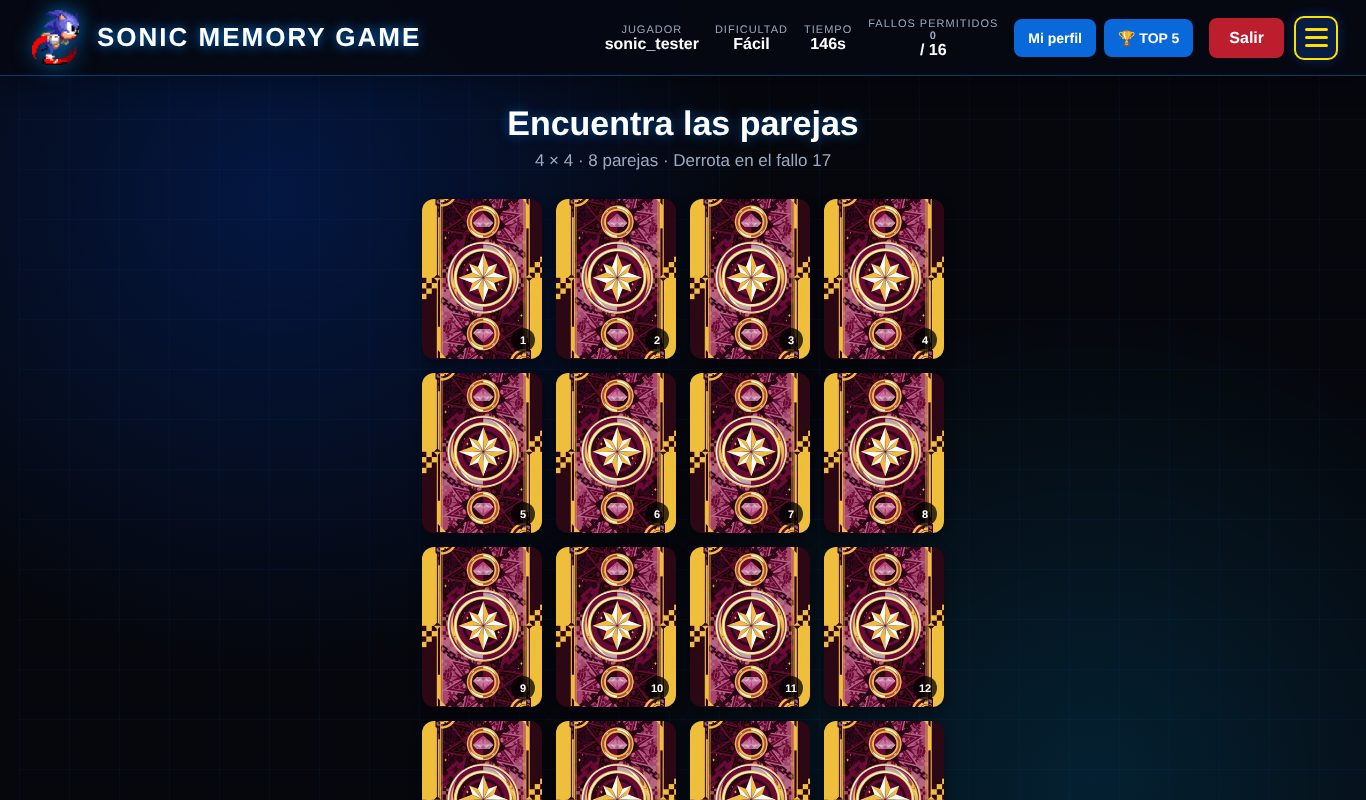 SONIC MEMORY GAME
JUGADOR
sonic_tester
DIFICULTAD
Fácil
TIEMPO
146s
FALLOS PERMITIDOS
0
/ 16
Mi perfil
🏆 TOP 5
Salir
Encuentra las parejas
4 × 4 · 8 parejas · Derrota en el fallo 17
1
2
3
4
5
6
7
8
9
10
11
12